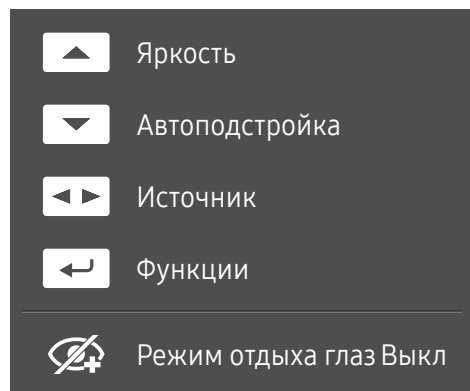 Яркость
Автоподстройка
Источник
Функции
Режим отдыха глаз Выкл